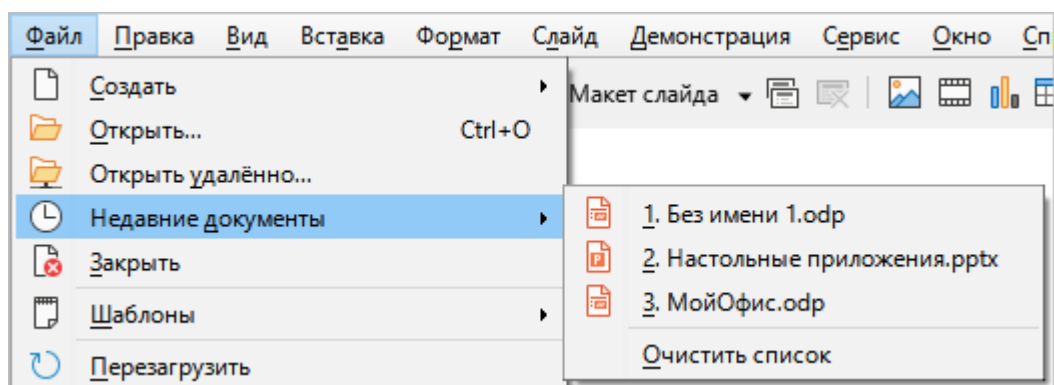 Файл Правка Вид Вставка Формат Слайд Демонстрация Сервис Окно
Создать
Макет слайда
Открыть... Ctrl+O
Открыть удалённо...
Недавние документы
1. Без имени 1.odp
Закрыть
2. Настольные приложения.pptx
3. МойОфис.odp
Шаблоны
Очистить список
Перезагрузить